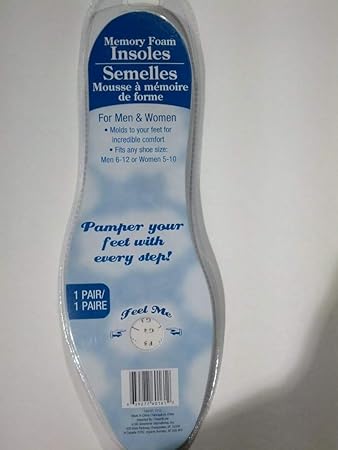 Memory Foam
Insoles
Semelles
Mousse à mémoire
de forme
For Men & Women
• Molds to your feet for
incredible comfort
• Fits any shoe size:
Men 6-12 or Women 5-10
Pamper your
feet with
every step!
1 PAIR/
1 PAIRE
Feel Me